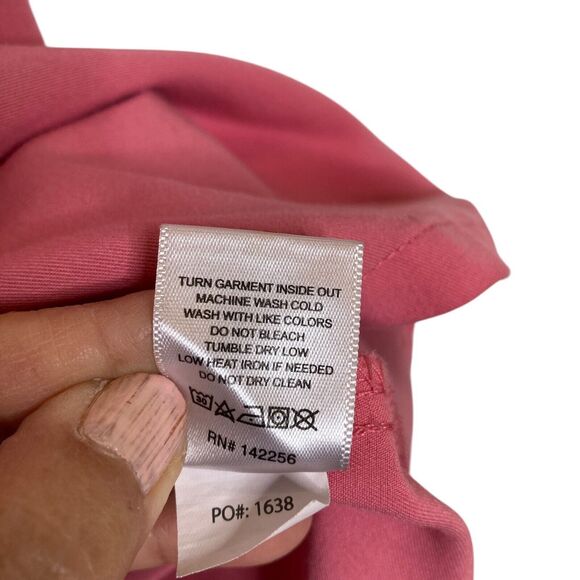 TURN GARMENT INSIDE OUT
MACHINE WASH COLD
WASH WITH LIKE COLORS
DO NOT BLEACH
TUMBLE DRY LOW
LOW HEAT IRON IF NEEDED
DO NOT DRY CLEAN
30
RN# 142256
PO#: 1638